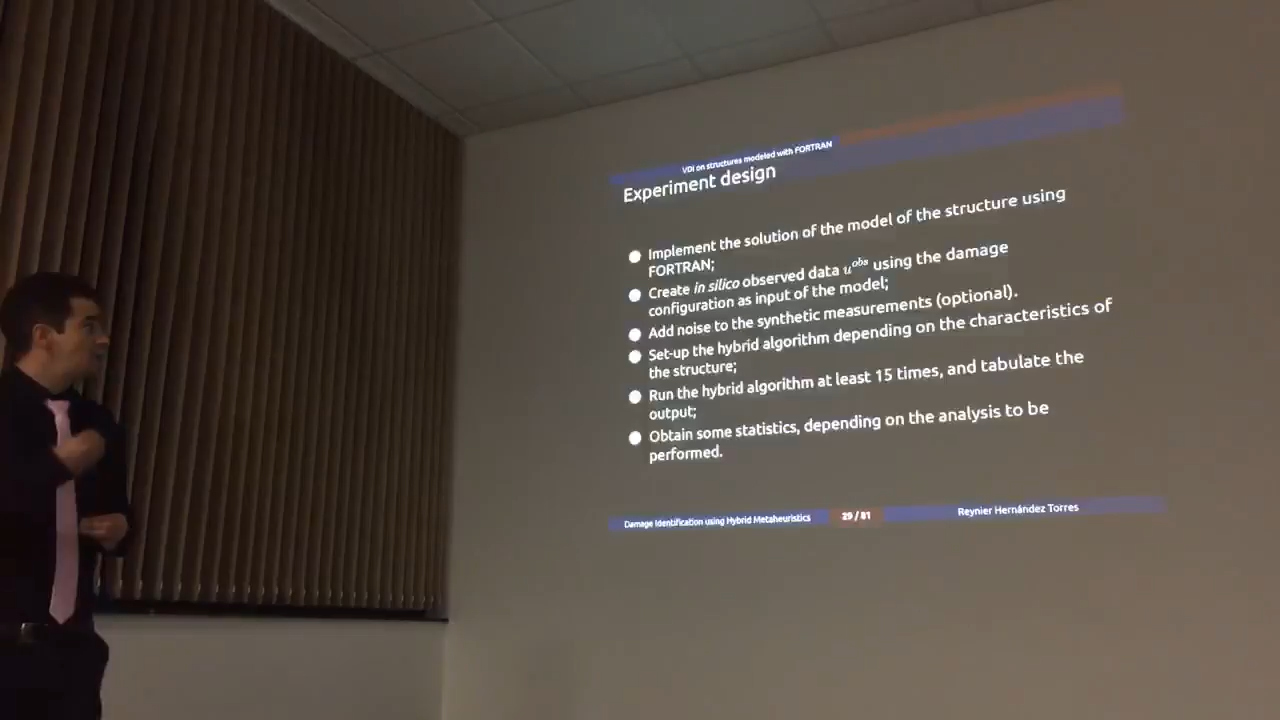 VDI on structures modeled with FORTRAN
Experiment design
Implement the solution of the model of the structure using
FORTRAN;
Create in silico observed data u^obs using the damage
configuration as input of the model;
Add noise to the synthetic measurements (optional).
Set-up the hybrid algorithm depending on the characteristics of
the structure;
Run the hybrid algorithm at least 15 times, and tabulate the
output;
Obtain some statistics, depending on the analysis to be
performed.
Damage Identification using Hybrid Metaheuristics
29 / 81
Reynier Hernández Torres